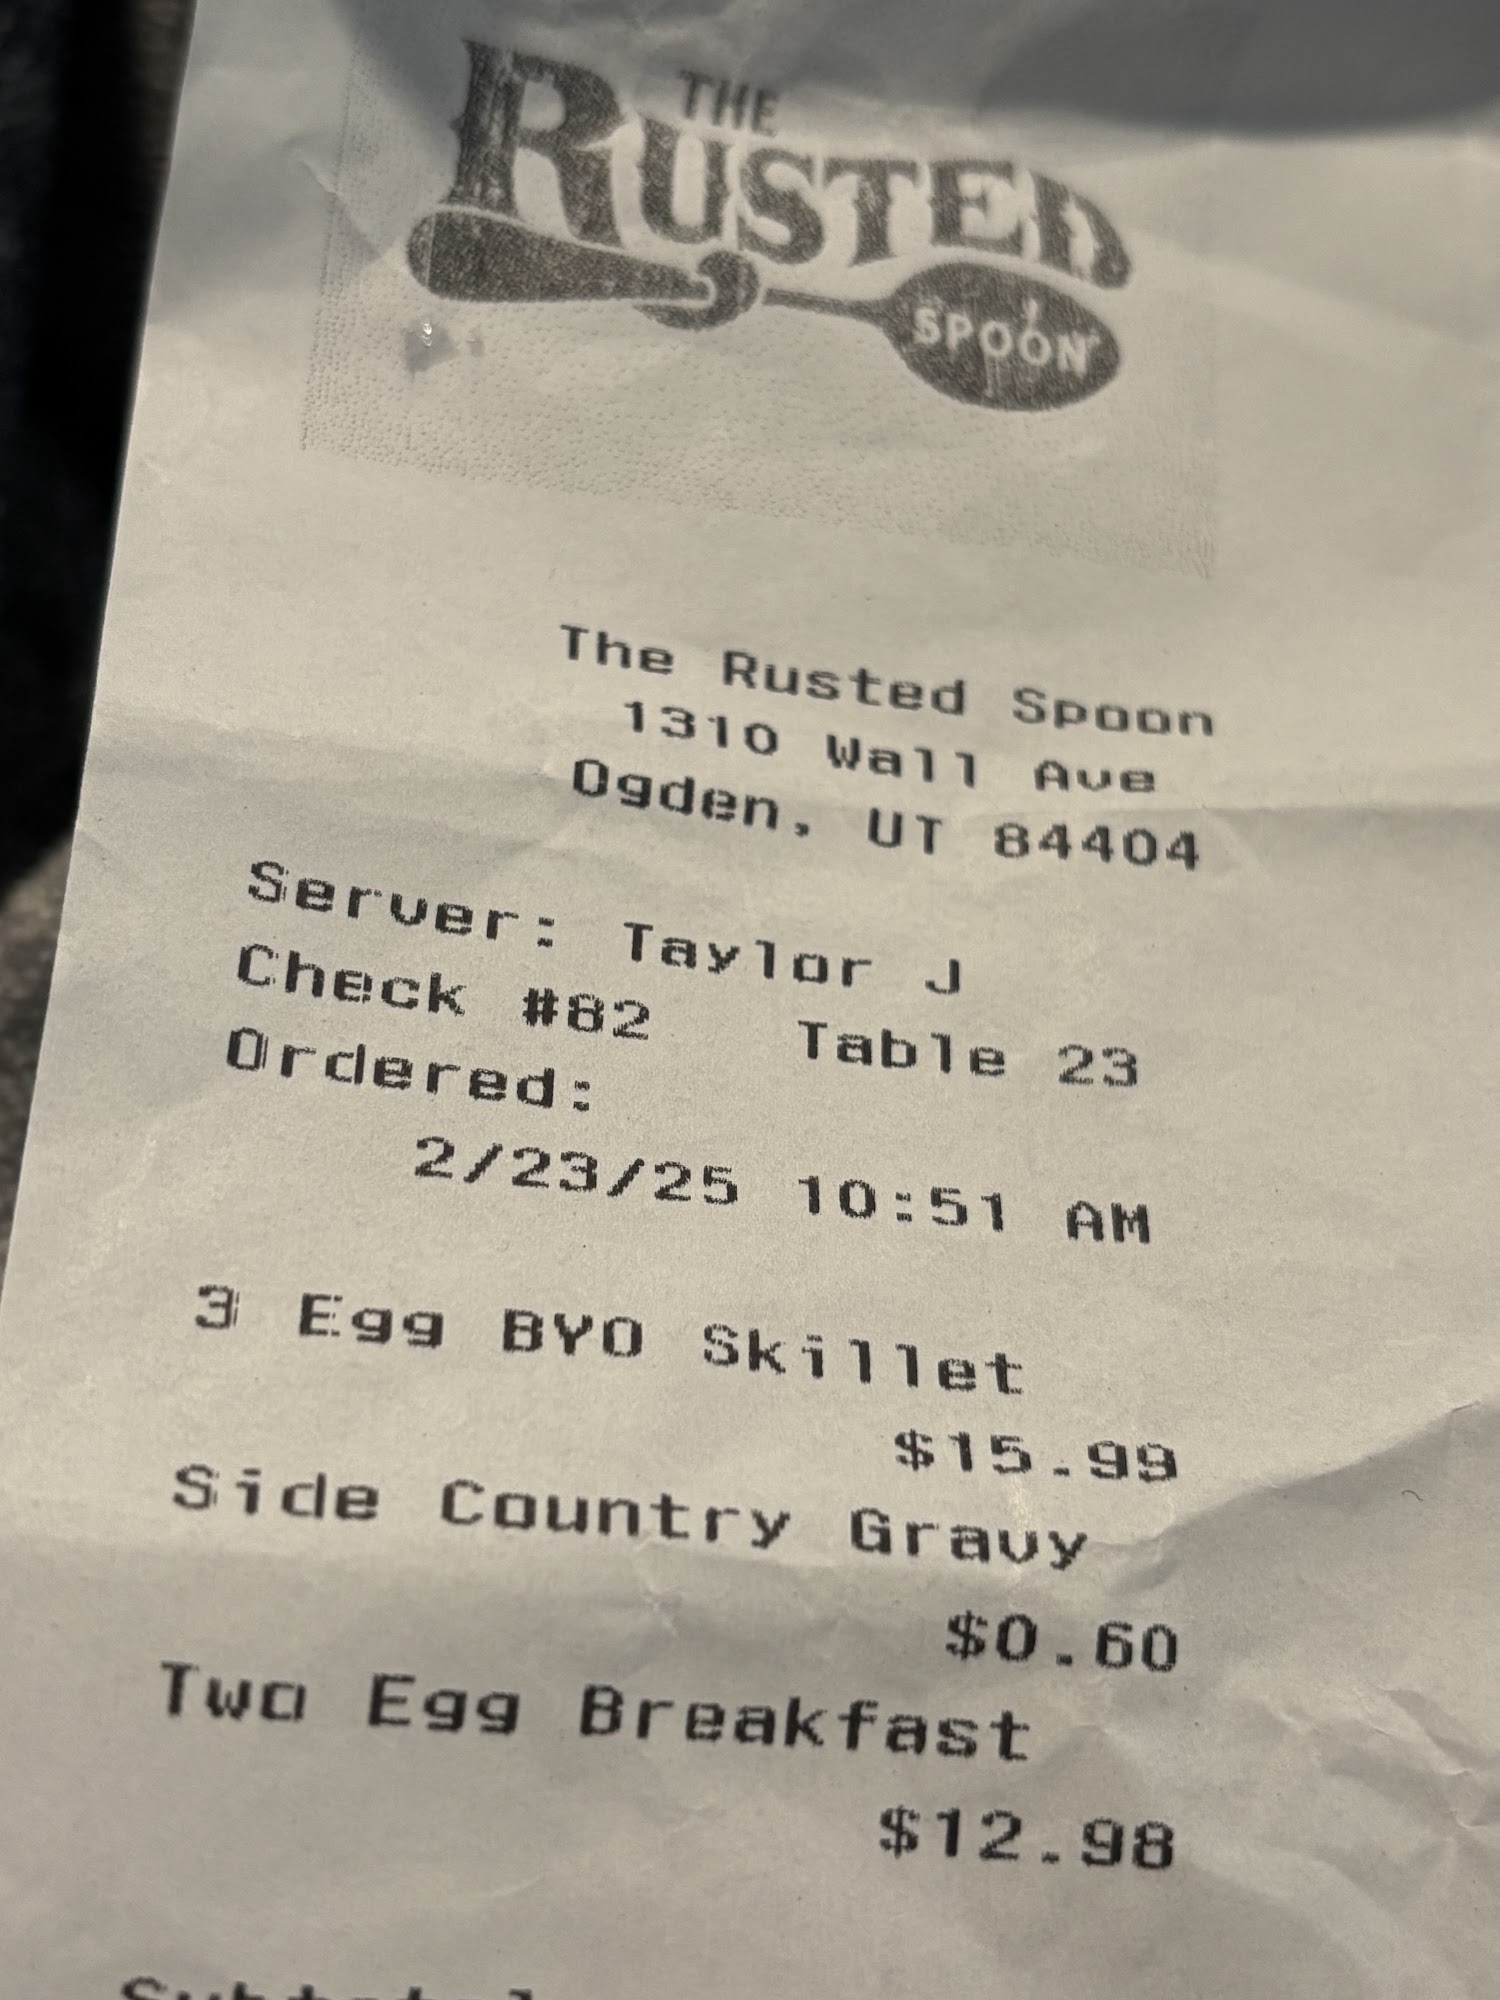 THE
RUSTED
SPOON
The Rusted Spoon
1310 Wall Ave
Ogden, UT 84404
Server: Taylor J
Check #82 Table 23
Ordered:
2/23/25 10:51 AM
3 Egg BYO Skillet
$15.99
Side Country Gravy
$0.60
Two Egg Breakfast
$12.98
Subtotal